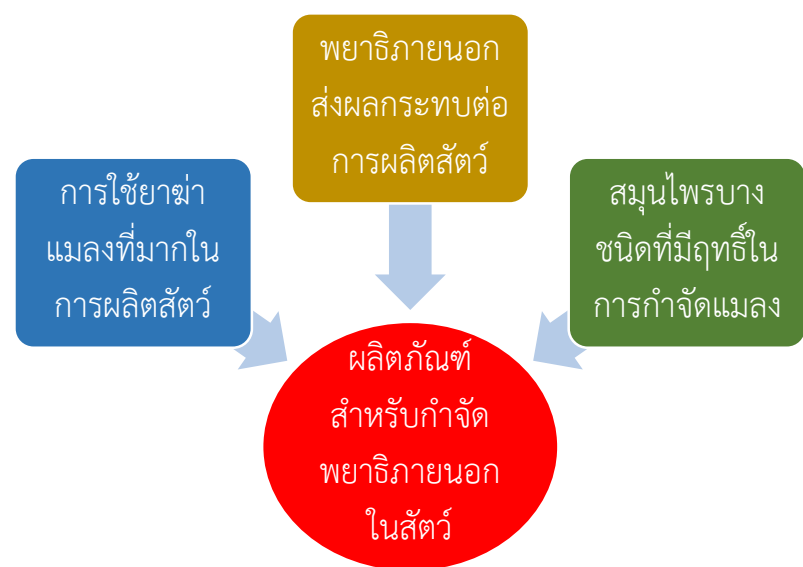 พยาธิภายนอก
ส่งผลกระทบต่อ
การผลิตสัตว์
การใช้ยาฆ่า
แมลงที่มากใน
การผลิตสัตว์
สมุนไพรบาง
ชนิดที่มีฤทธิ์ใน
การกำจัดแมลง
ผลิตภัณฑ์
สำหรับกำจัด
พยาธิภายนอก
ในสัตว์